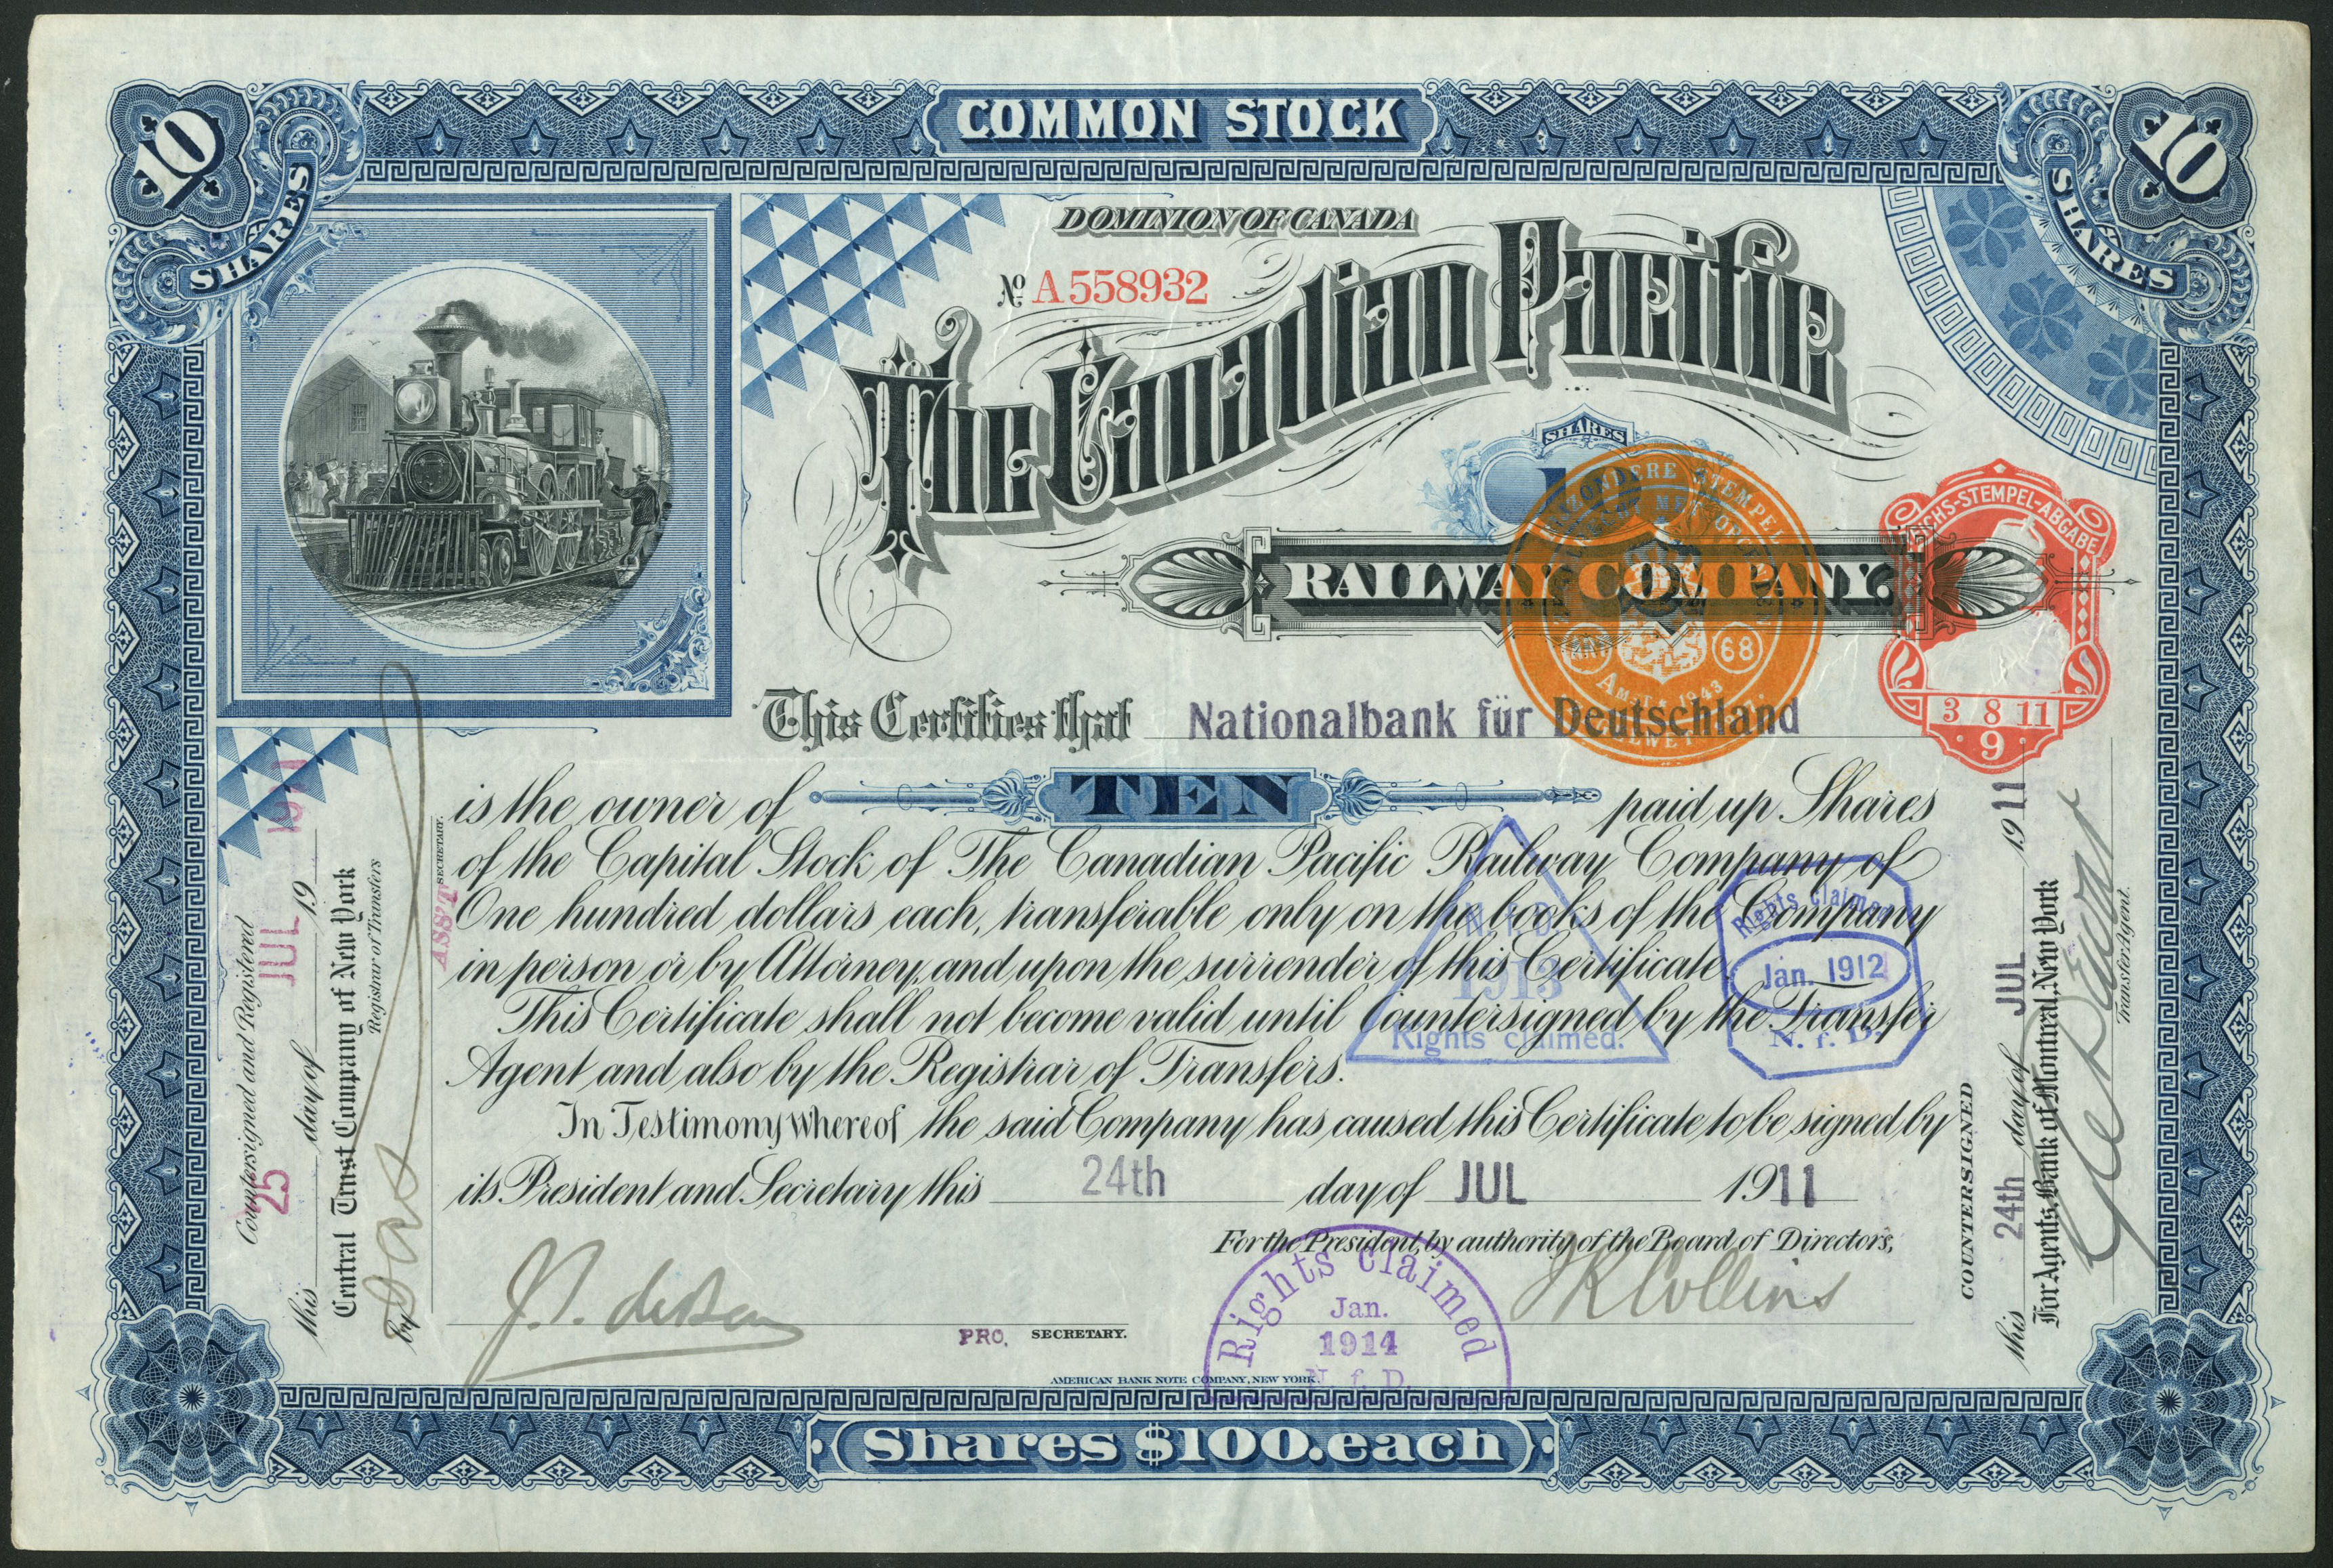 COMMON STOCK
10 SHARES
10 SHARES
DOMINION OF CANADA
No A558932
The Canadian Pacific
SHARES
RAILWAY COMPANY.
BIJZONDERE STEMPEL
ANº 68
3 8 11
9
This Certifies that Nationalbank für Deutschland
is the owner of TEN paid up Shares
of the Capital Stock of The Canadian Pacific Railway Company of
One hundred dollars each, transferable only on the books of the Company
in person or by Attorney, and upon the surrender of this Certificate
This Certificate shall not become valid until Countersigned by the Transfer
Agent and also by the Registrar of Transfers.
In Testimony whereof the said Company has caused this Certificate to be signed by
its President and Secretary this 24th day of JUL 1911
For the President, by authority of the Board of Directors,
J R Collins
PRO. SECRETARY.
AMERICAN BANK NOTE COMPANY, NEW YORK.
Shares $100.each
N f D
1913
Rights claimed.
Rights claimed
Jan. 1912
N. f. D.
Rights claimed
Jan.
1914
N. f. D.
Countersigned and Registered
this 25 day of JUL 1911
Central Trust Company of New York
Registrar of Transfers
by
ASS'T SECRETARY.
COUNTERSIGNED
this 24th day of JUL 1911
For Agents, Bank of Montreal, New York
Transfer Agent.